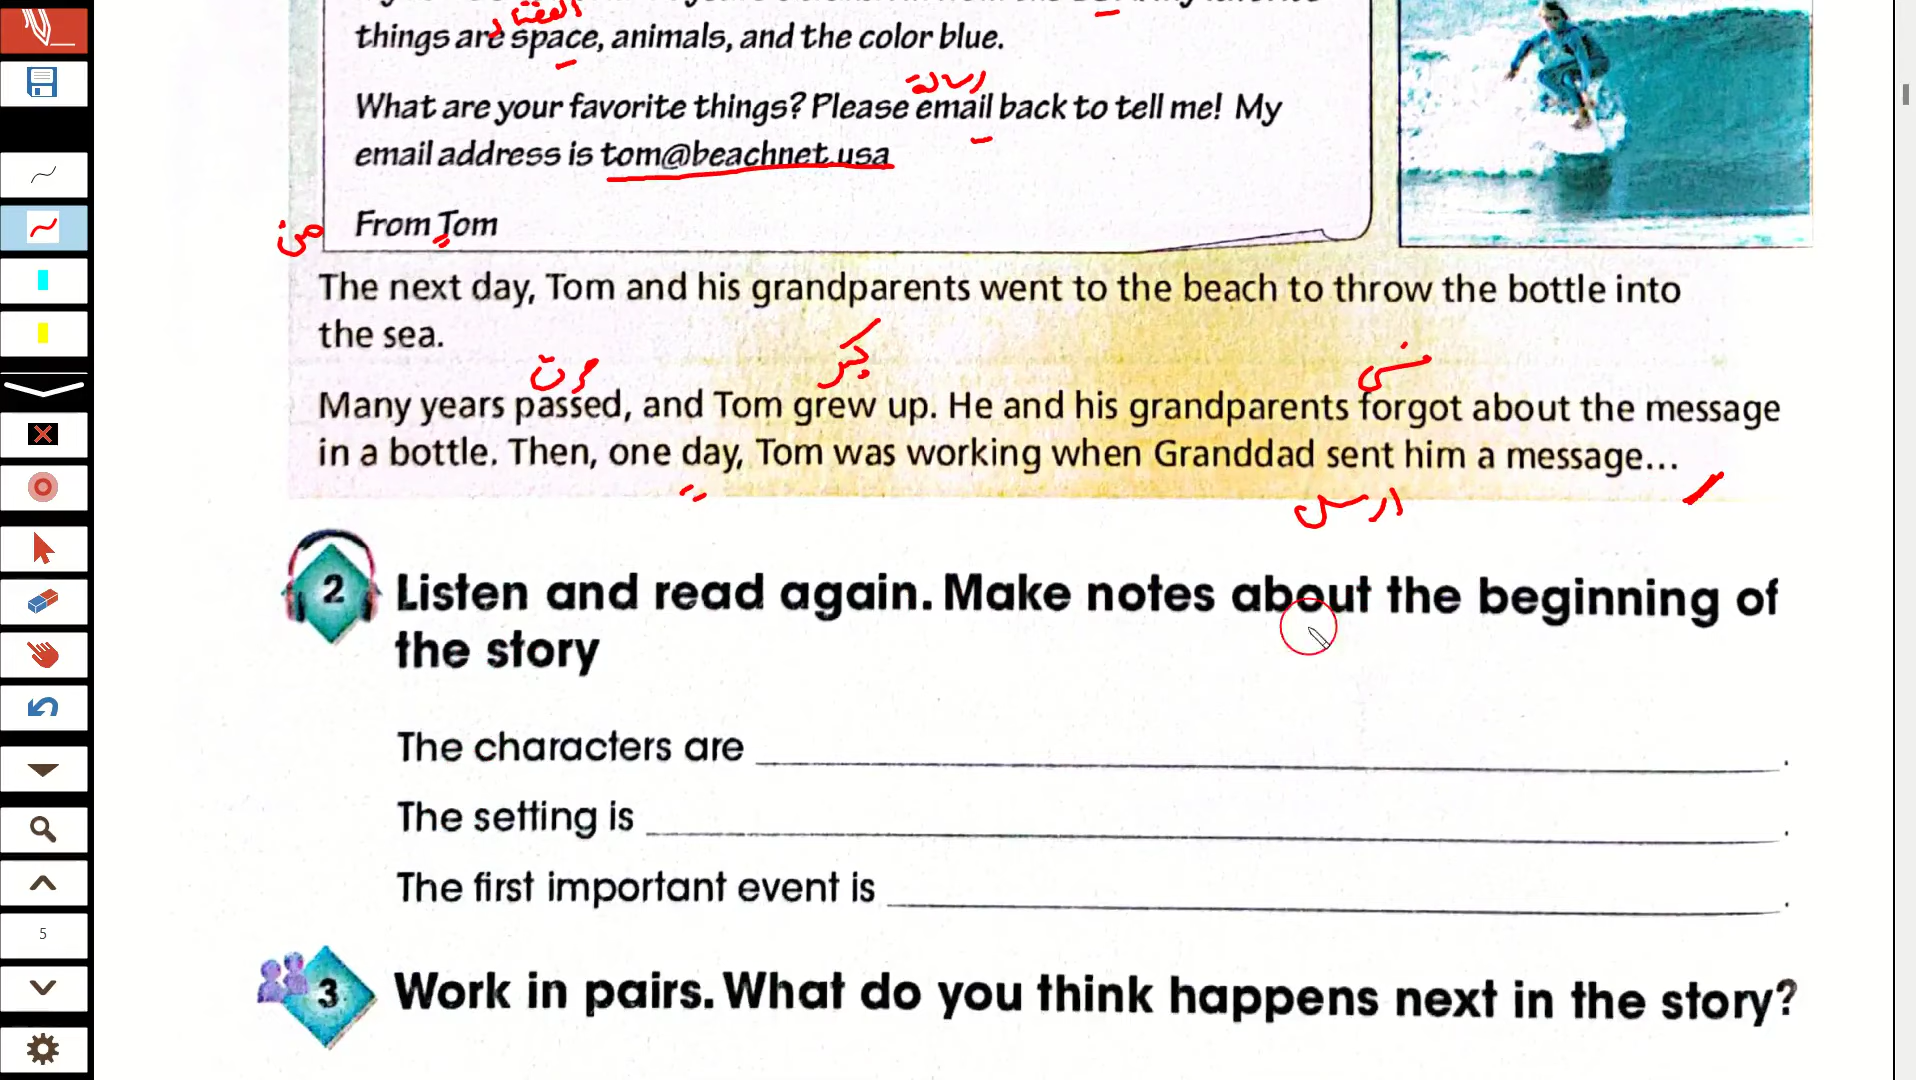 الفضاء
things are space, animals, and the color blue.
رسالة
What are your favorite things? Please email back to tell me! My
email address is tom@beachnet.usa
From Tom
من
The next day, Tom and his grandparents went to the beach to throw the bottle into
the sea.
مرت
كبر
نسي
Many years passed, and Tom grew up. He and his grandparents forgot about the message
in a bottle. Then, one day, Tom was working when Granddad sent him a message...
ارسل
2 Listen and read again. Make notes about the beginning of
the story
The characters are ____.
The setting is ____.
The first important event is ____.
3 Work in pairs. What do you think happens next in the story?
5